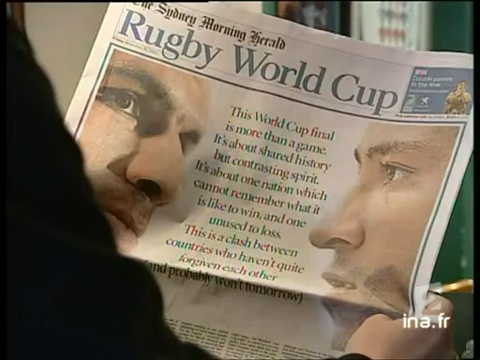 The Sydney Morning Herald
Rugby World Cup
This World Cup final
is more than a game.
It's about shared history
but contrasting spirit.
It's about one nation which
cannot remember what it
is like to win, and one
unused to loss.
This is a clash between
countries who haven't quite
forgiven each other
(and probably won't tomorrow)
ina.fr